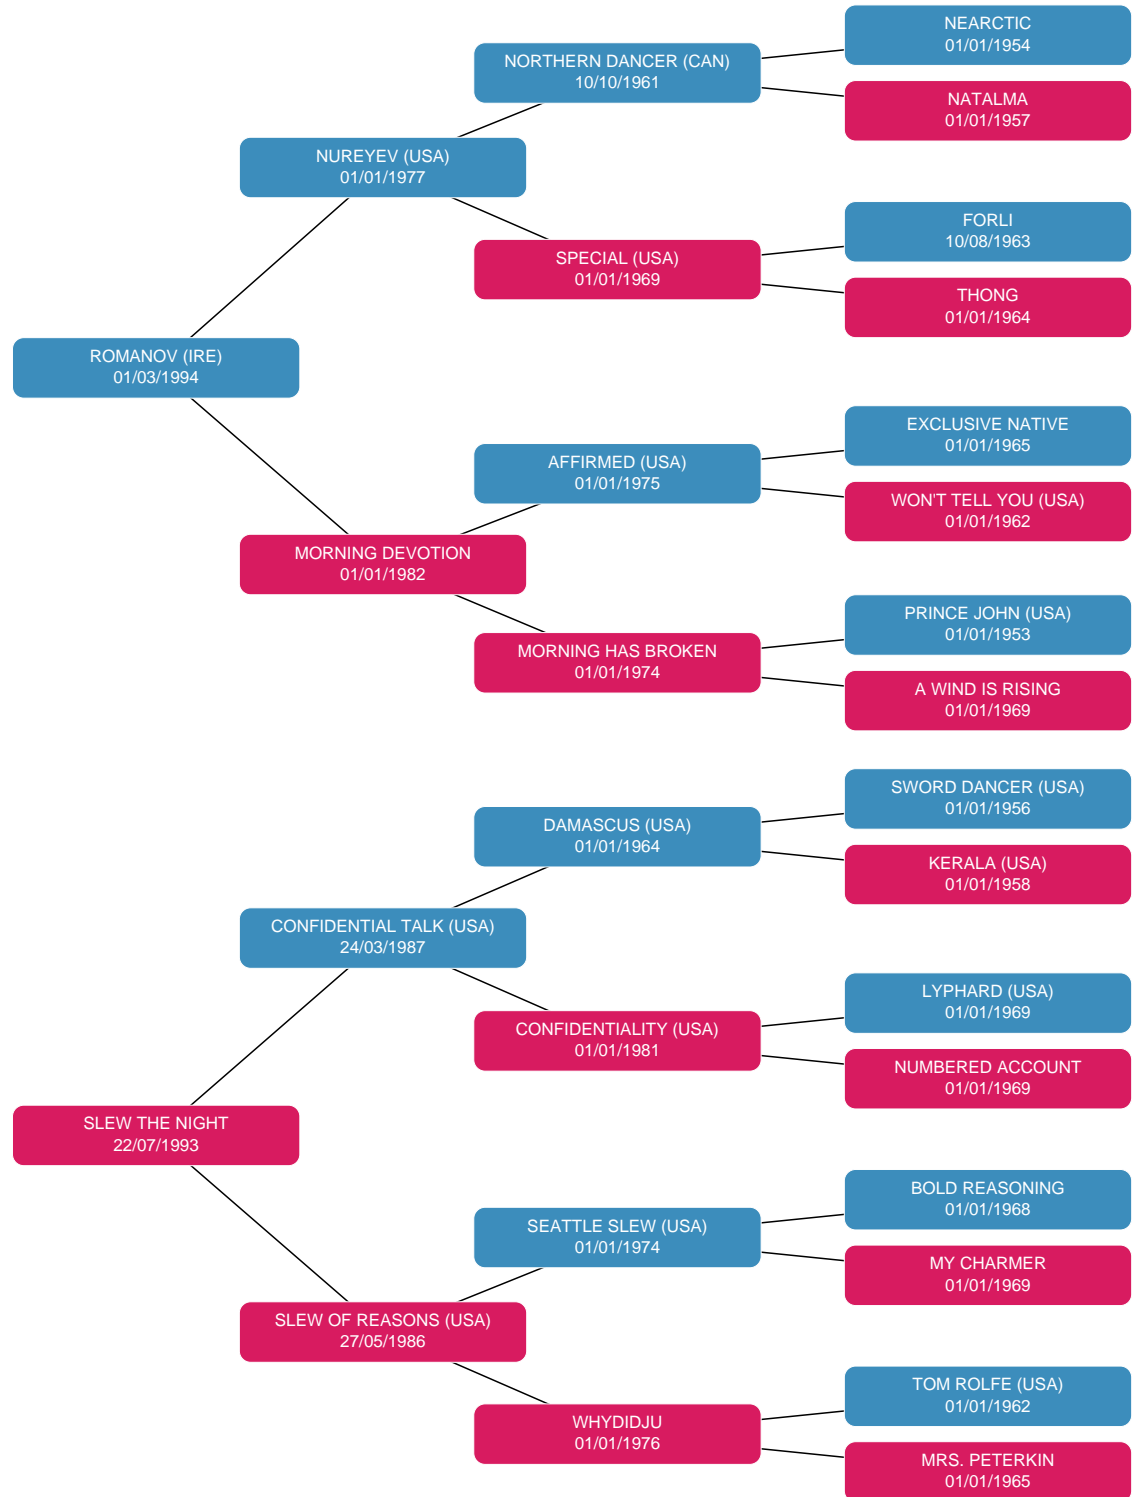 NEARCTIC
01/01/1954
NORTHERN DANCER (CAN)
10/10/1961
NATALMA
01/01/1957
NUREYEV (USA)
01/01/1977
FORLI
10/08/1963
SPECIAL (USA)
01/01/1969
THONG
01/01/1964
ROMANOV (IRE)
01/03/1994
EXCLUSIVE NATIVE
01/01/1965
AFFIRMED (USA)
01/01/1975
WON'T TELL YOU (USA)
01/01/1962
MORNING DEVOTION
01/01/1982
PRINCE JOHN (USA)
01/01/1953
MORNING HAS BROKEN
01/01/1974
A WIND IS RISING
01/01/1969
SWORD DANCER (USA)
01/01/1956
DAMASCUS (USA)
01/01/1964
KERALA (USA)
01/01/1958
CONFIDENTIAL TALK (USA)
24/03/1987
LYPHARD (USA)
01/01/1969
CONFIDENTIALITY (USA)
01/01/1981
NUMBERED ACCOUNT
01/01/1969
SLEW THE NIGHT
22/07/1993
BOLD REASONING
01/01/1968
SEATTLE SLEW (USA)
01/01/1974
MY CHARMER
01/01/1969
SLEW OF REASONS (USA)
27/05/1986
TOM ROLFE (USA)
01/01/1962
WHYDIDJU
01/01/1976
MRS. PETERKIN
01/01/1965